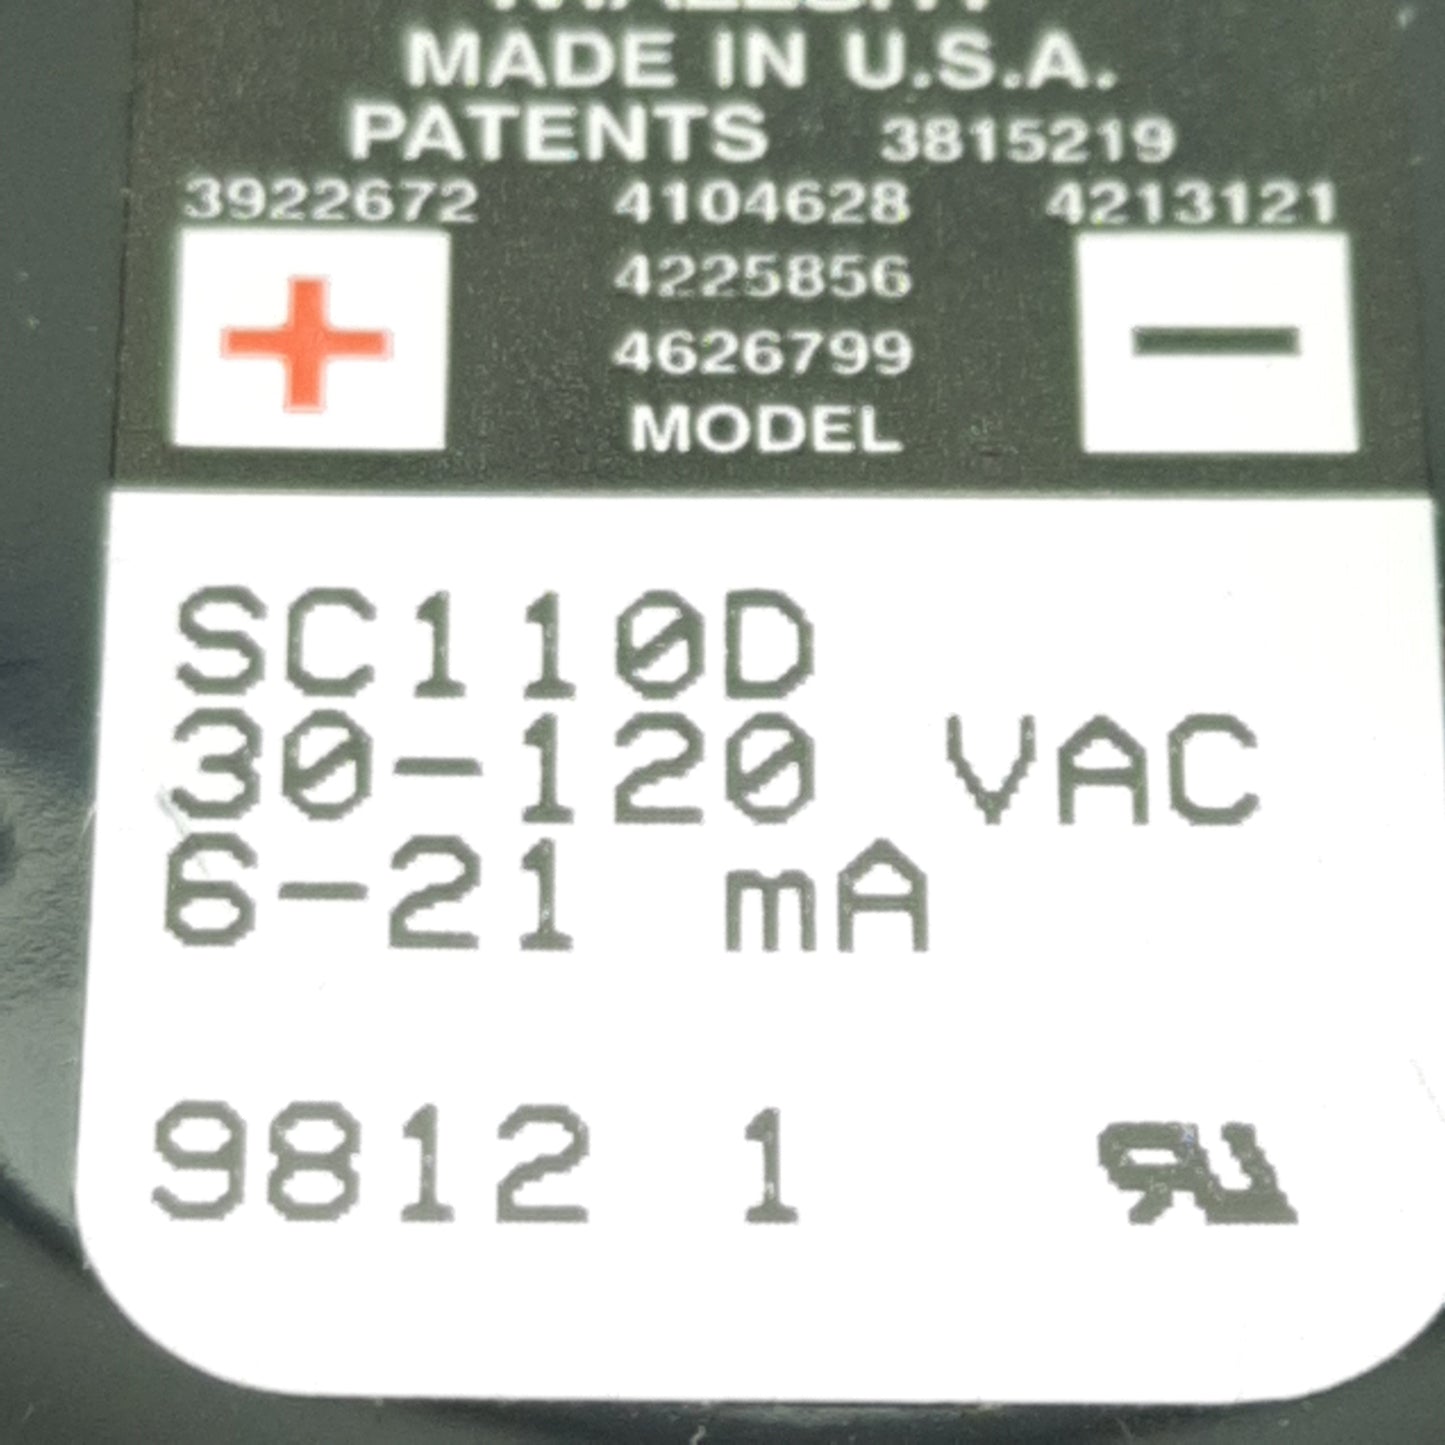 MADE IN U.S.A.
PATENTS 3815219
3922672 4104628 4213121
4225856
4626799
MODEL
+ −
SC110D
30-120 VAC
6-21 mA
9812 1